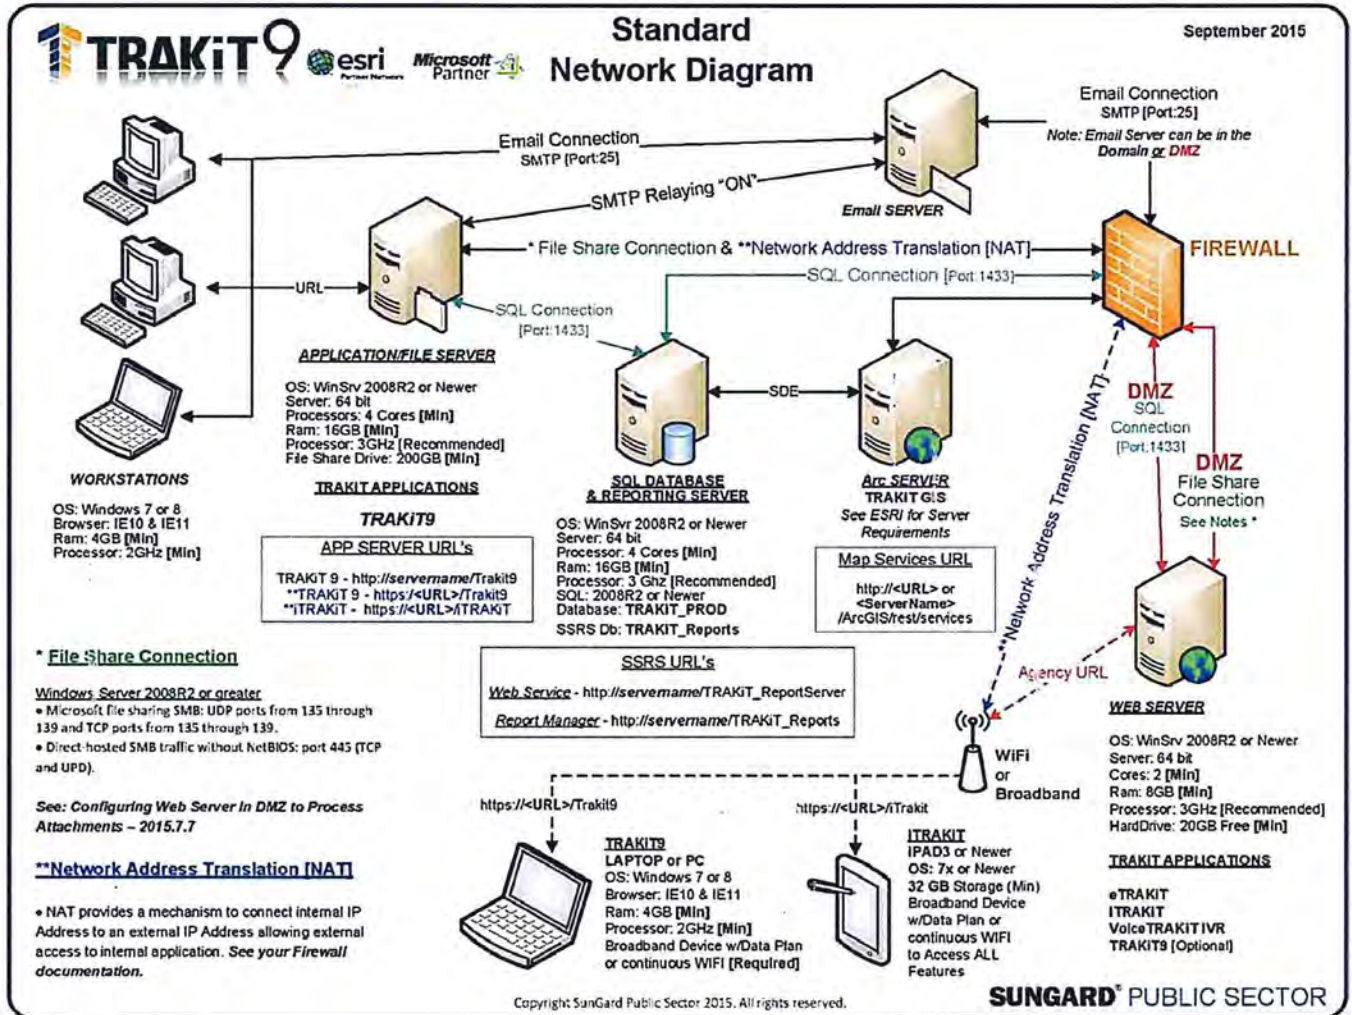 TRAKiT 9
esri
Partner Network
Microsoft
Partner
Standard
Network Diagram
September 2015
Email Connection
SMTP [Port:25]
Note: Email Server can be in the
Domain or DMZ
Email Connection
SMTP [Port:25]
SMTP Relaying "ON"
Email SERVER
* File Share Connection & **Network Address Translation [NAT]
FIREWALL
SQL Connection [Port:1433]
URL
SQL Connection
[Port:1433]
SDE
DMZ
SQL
Connection
[Port:1433]
DMZ
File Share
Connection
See Notes *
**Network Address Translation [NAT]
Agency URL
WORKSTATIONS
OS: Windows 7 or 8
Browser: IE10 & IE11
Ram: 4GB [Min]
Processor: 2GHz [Min]
APPLICATION/FILE SERVER
OS: WinSrv 2008R2 or Newer
Server: 64 bit
Processors: 4 Cores [Min]
Ram: 16GB [Min]
Processor: 3GHz [Recommended]
File Share Drive: 200GB [Min]
TRAKIT APPLICATIONS
TRAKiT9
APP SERVER URL's
TRAKiT 9 - http://servername/Trakit9
**TRAKiT 9 - https:/<URL>/Trakit9
**iTRAKiT - https://<URL>/iTRAKiT
SQL DATABASE
& REPORTING SERVER
OS: WinSvr 2008R2 or Newer
Server: 64 bit
Processor: 4 Cores [Min]
Ram: 16GB [Min]
Processor: 3 Ghz [Recommended]
SQL: 2008R2 or Newer
Database: TRAKIT_PROD
SSRS Db: TRAKIT_Reports
SSRS URL's
Web Service - http://servername/TRAKiT_ReportServer
Report Manager - http://servername/TRAKiT_Reports
Arc SERVER
TRAKIT GIS
See ESRI for Server
Requirements
Map Services URL
http://<URL> or
<ServerName>
/ArcGIS/rest/services
WEB SERVER
OS: WinSrv 2008R2 or Newer
Server: 64 bit
Cores: 2 [Min]
Ram: 8GB [Min]
Processor: 3GHz [Recommended]
HardDrive: 20GB Free [Min]
TRAKIT APPLICATIONS
eTRAKIT
ITRAKIT
VoiceTRAKIT IVR
TRAKIT9 [Optional]
* File Share Connection
Windows Server 2008R2 or greater
• Microsoft file sharing SMB: UDP ports from 135 through
139 and TCP ports from 135 through 139.
• Direct-hosted SMB traffic without NetBIOS: port 445 (TCP
and UPD).
See: Configuring Web Server in DMZ to Process
Attachments – 2015.7.7
**Network Address Translation [NAT]
• NAT provides a mechanism to connect internal IP
Address to an external IP Address allowing external
access to internal application. See your Firewall
documentation.
WiFi
or
Broadband
https://<URL>/Trakit9
https://<URL>/iTrakit
TRAKIT9
LAPTOP or PC
OS: Windows 7 or 8
Browser: IE10 & IE11
Ram: 4GB [Min]
Processor: 2GHz [Min]
Broadband Device w/Data Plan
or continuous WIFI [Required]
ITRAKIT
IPAD3 or Newer
OS: 7x or Newer
32 GB Storage (Min)
Broadband Device
w/Data Plan or
continuous WIFI
to Access ALL
Features
Copyright SunGard Public Sector 2015. All rights reserved.
SUNGARD® PUBLIC SECTOR